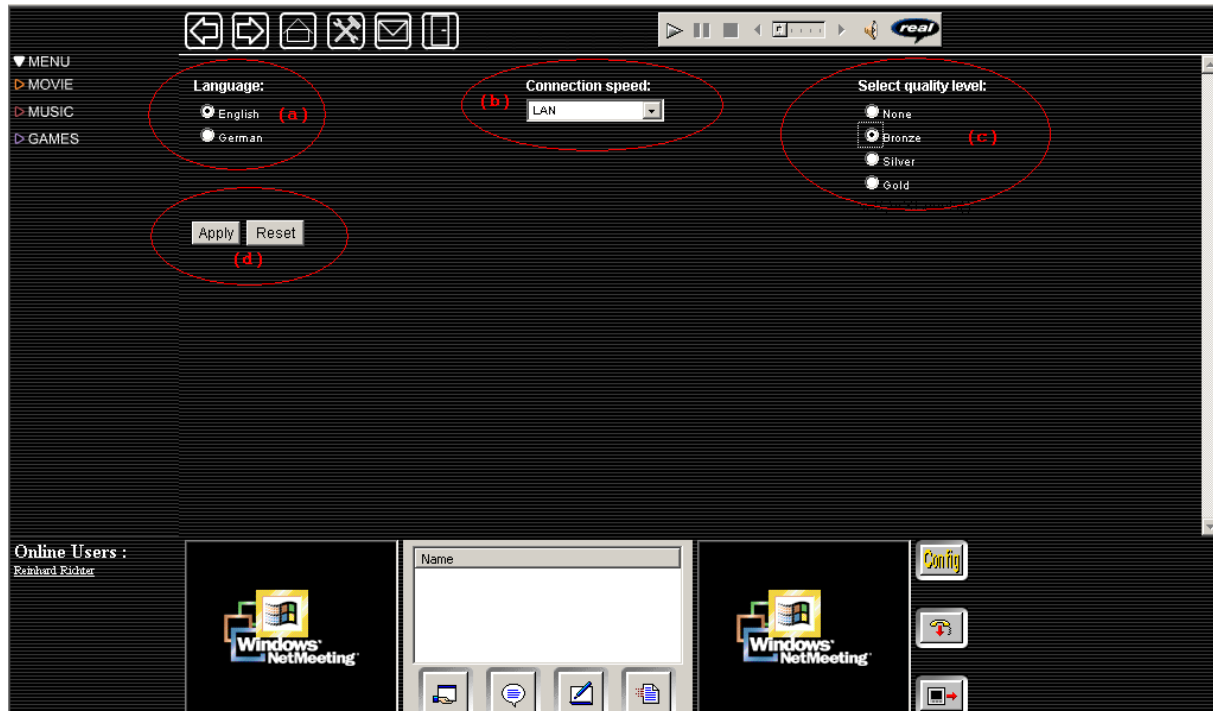 real
MENU
MOVIE
MUSIC
GAMES
Language:
English (a)
German
Connection speed:
(b) LAN
Select quality level:
None
Bronze (c)
Silver
Gold
Apply Reset
(d)
Online Users :
Reinhard Richter
Windows
NetMeeting
Name
Windows
NetMeeting
Config